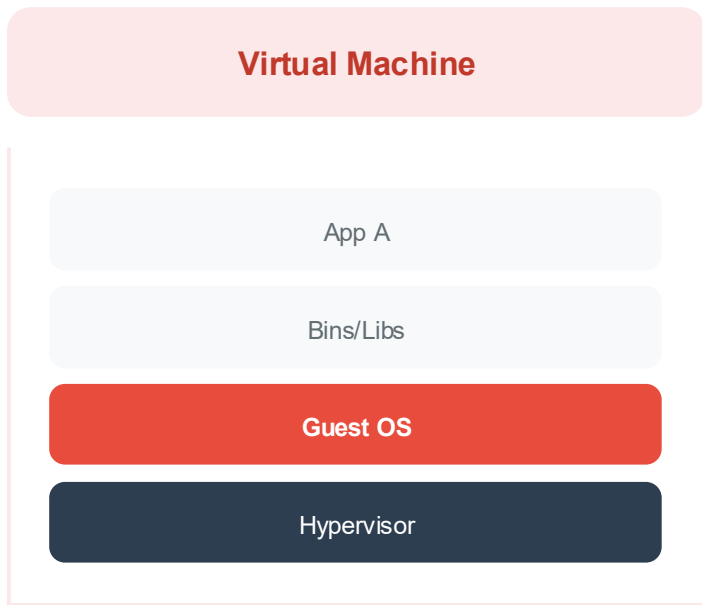 Virtual Machine
App A
Bins/Libs
Guest OS
Hypervisor